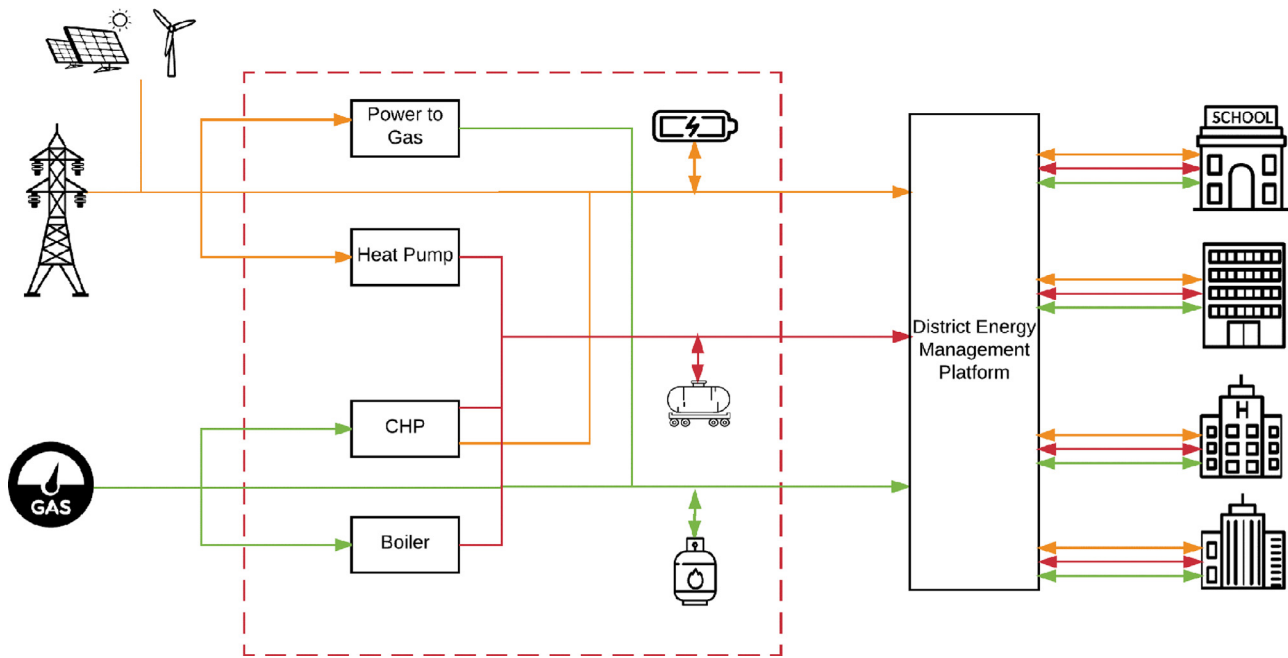 Power to
Gas
SCHOOL
Heat Pump
District Energy
Management
Platform
H
CHP
GAS
Boiler